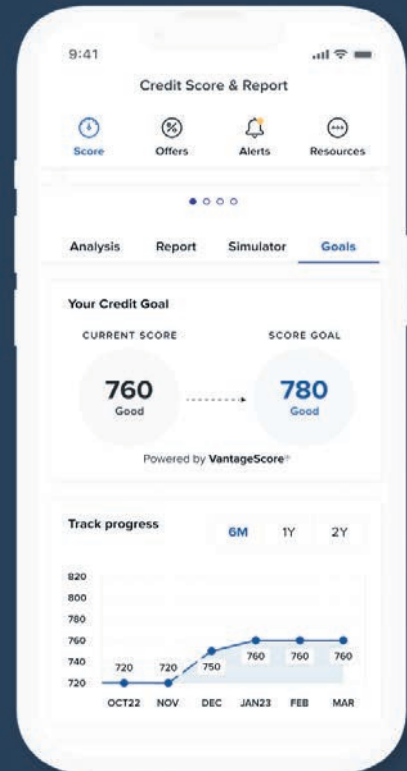 9:41
Credit Score & Report
Score Offers Alerts Resources
Analysis Report Simulator Goals
Your Credit Goal
CURRENT SCORE SCORE GOAL
760 780
Good Good
Powered by VantageScore®
Track progress 6M 1Y 2Y
820
800
780
760
740
720
720 720 750 760 760 760
OCT22 NOV DEC JAN23 FEB MAR